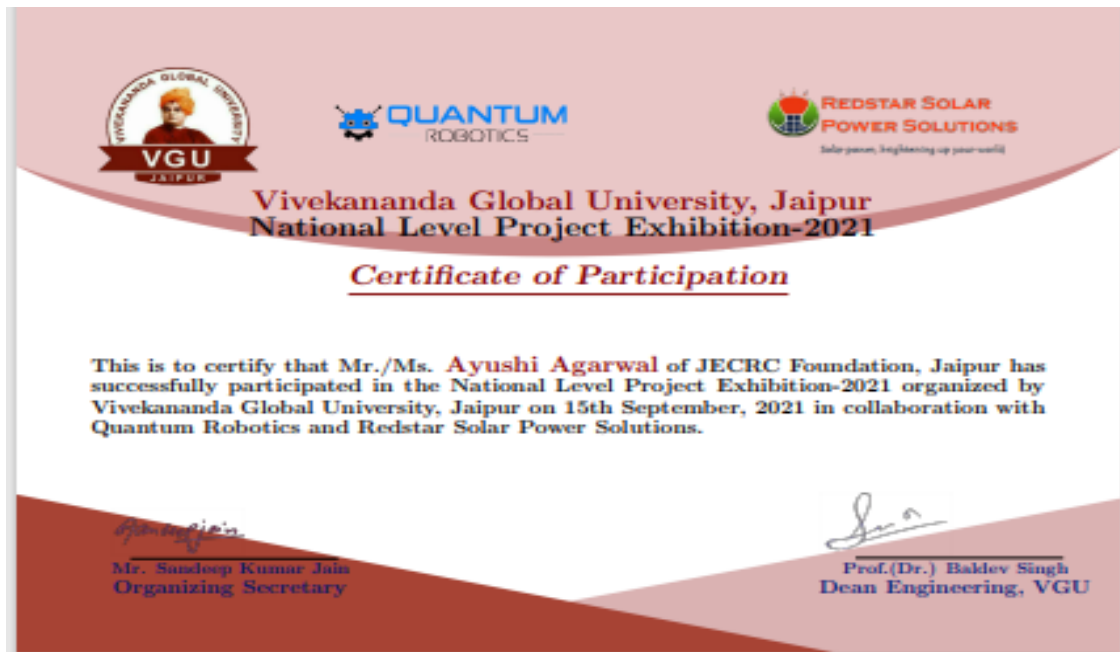 VIVEKANANDA GLOBAL UNIVERSITY
VGU
JAIPUR
QUANTUM
ROBOTICS
REDSTAR SOLAR
POWER SOLUTIONS
Solar power, brightening up your world
Vivekananda Global University, Jaipur
National Level Project Exhibition-2021
Certificate of Participation
This is to certify that Mr./Ms. Ayushi Agarwal of JECRC Foundation, Jaipur has
successfully participated in the National Level Project Exhibition-2021 organized by
Vivekananda Global University, Jaipur on 15th September, 2021 in collaboration with
Quantum Robotics and Redstar Solar Power Solutions.
Mr. Sandeep Kumar Jain
Organizing Secretary
Prof.(Dr.) Baldev Singh
Dean Engineering, VGU